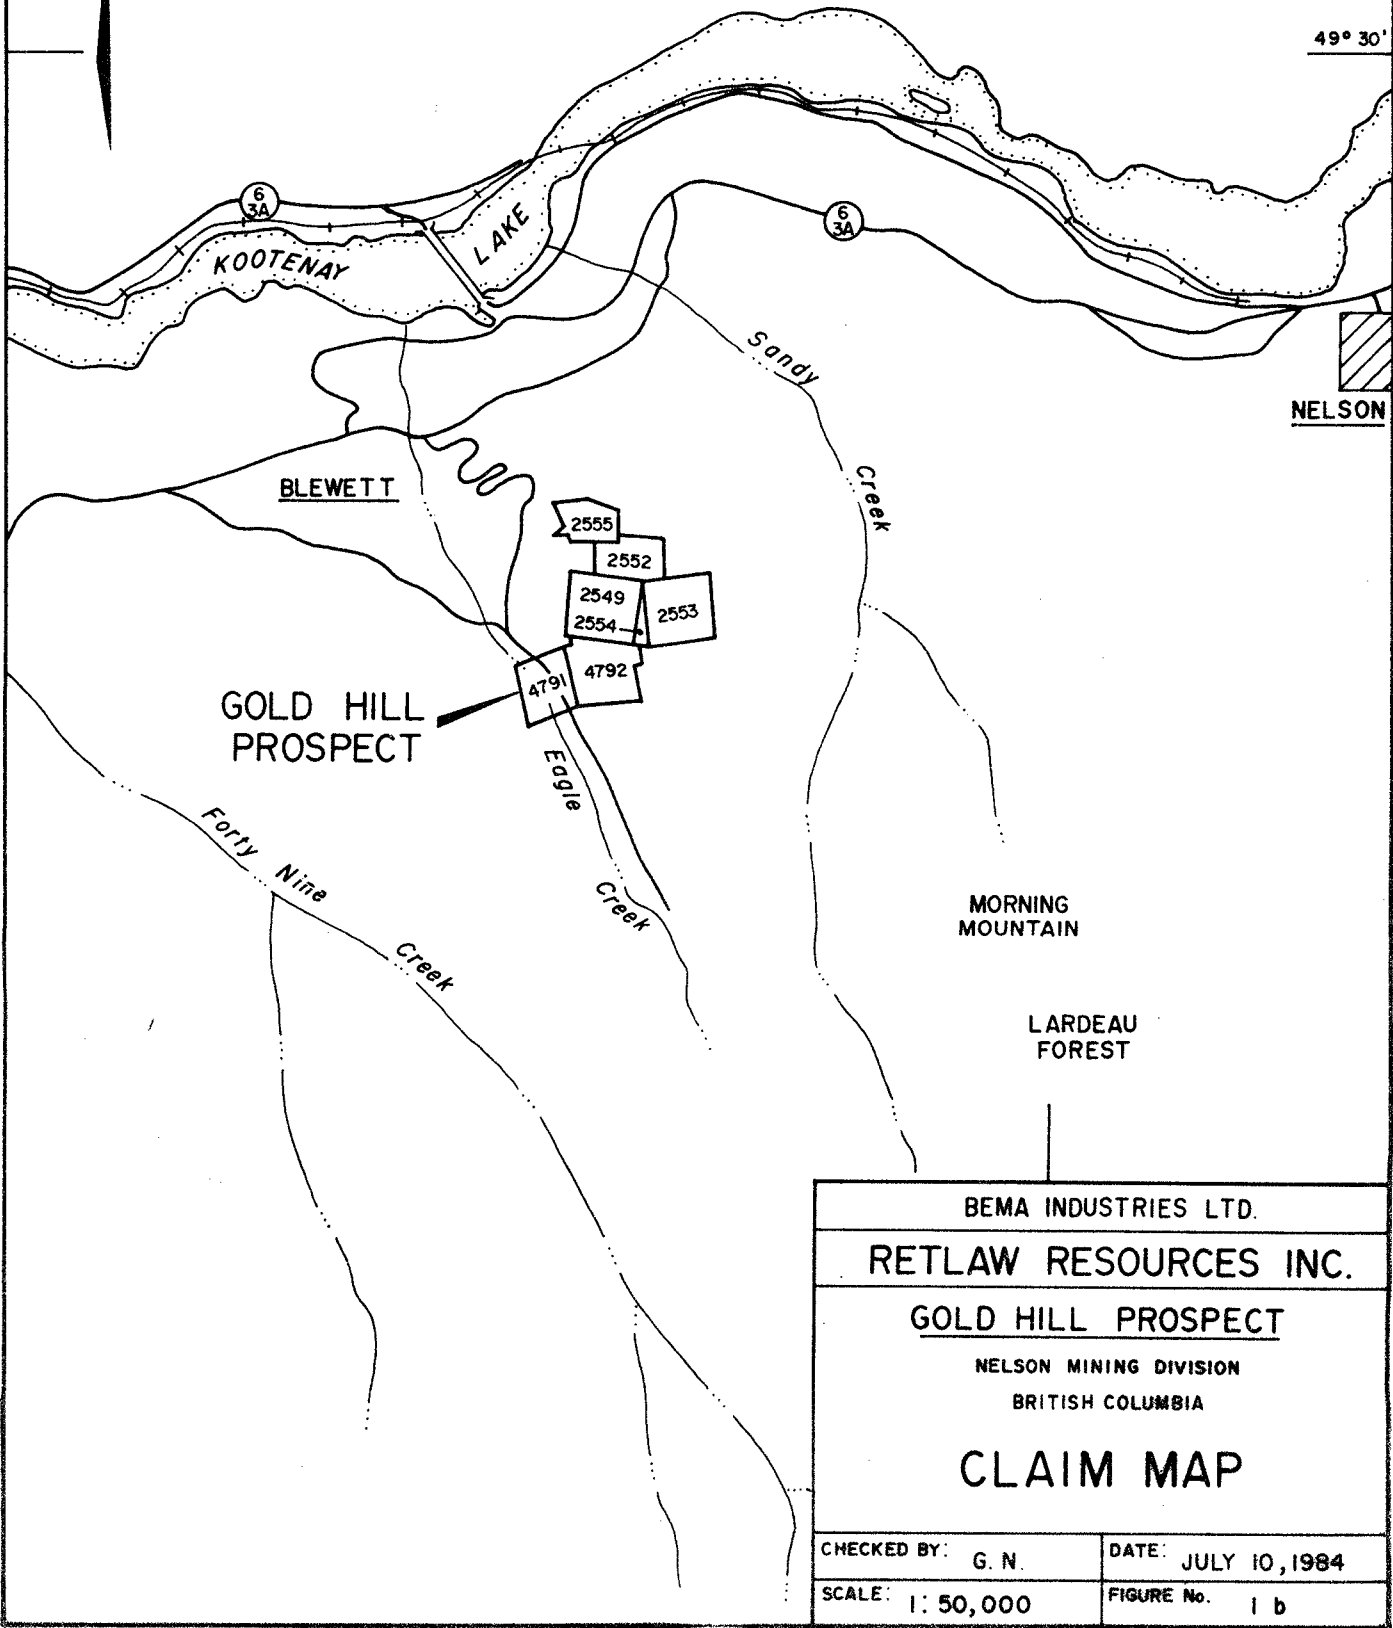 49° 30'
6
3A
KOOTENAY
LAKE
6
3A
Sandy
Creek
NELSON
BLEWETT
2555
2552
2549
2553
2554
4792
4791
GOLD HILL
PROSPECT
Eagle
Creek
Forty Nine
Creek
MORNING
MOUNTAIN
LARDEAU
FOREST
BEMA INDUSTRIES LTD.
RETLAW RESOURCES INC.
GOLD HILL PROSPECT
NELSON MINING DIVISION
BRITISH COLUMBIA
CLAIM MAP
CHECKED BY: G. N.
DATE: JULY 10, 1984
SCALE: 1: 50,000
FIGURE No. 1 b